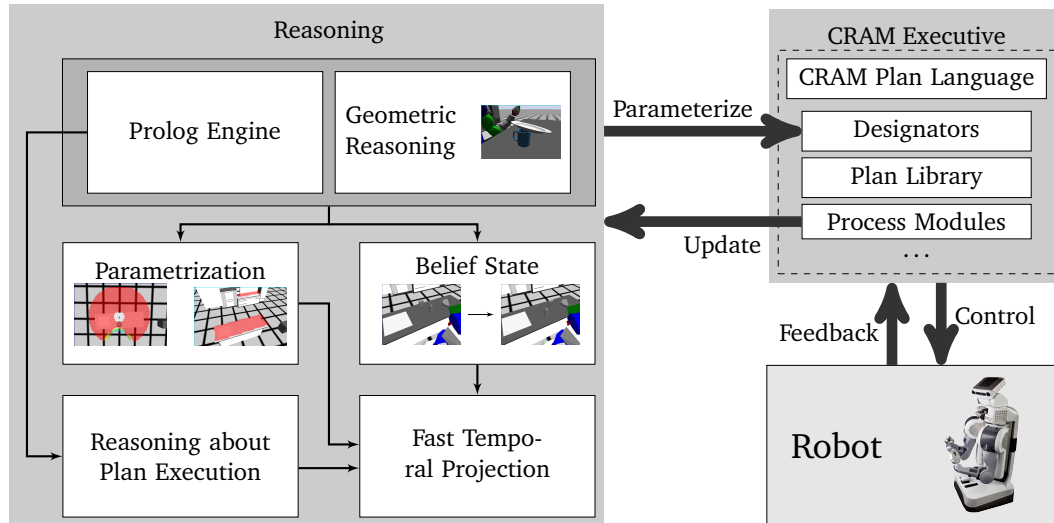 Reasoning
Prolog Engine
Geometric
Reasoning
Parametrization
Belief State
Reasoning about
Plan Execution
Fast Tempo-
ral Projection
Parameterize
Update
CRAM Executive
CRAM Plan Language
Designators
Plan Library
Process Modules
...
Feedback
Control
Robot